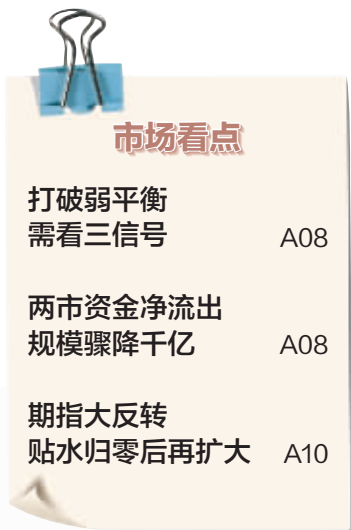 市场看点
打破弱平衡
需看三信号 A08
两市资金净流出
规模骤降千亿 A08
期指大反转
贴水归零后再扩大 A10